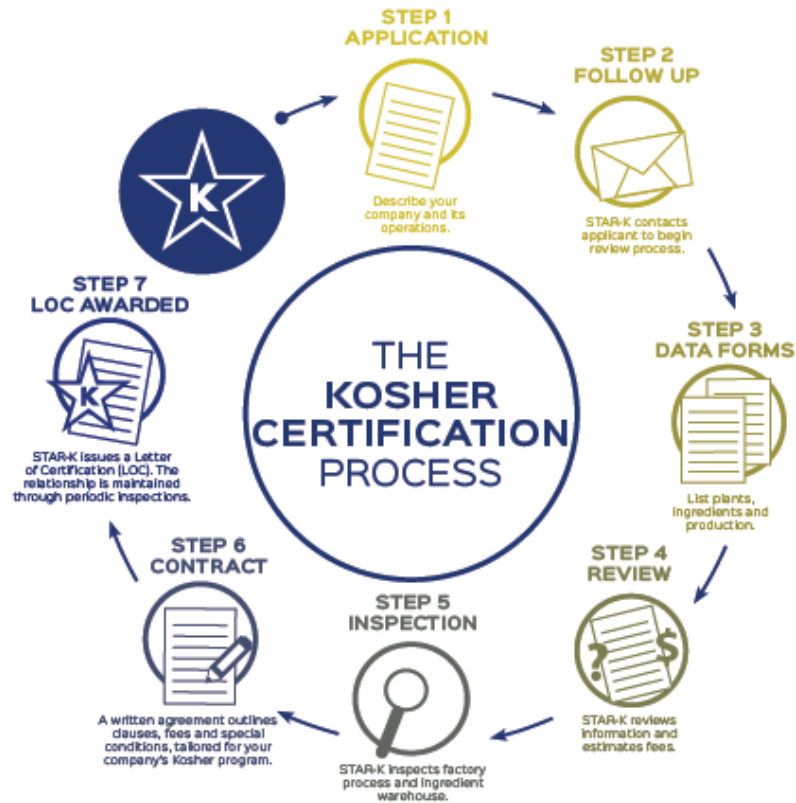 STEP 1
APPLICATION
Describe your
company and its
operations.
STEP 2
FOLLOW UP
STAR-K contacts
applicant to begin
review process.
STEP 3
DATA FORMS
List plants,
ingredients and
production.
STEP 4
REVIEW
?
$
STAR-K reviews
information and
estimates fees.
STEP 5
INSPECTION
STAR-K inspects factory
process and ingredient
warehouse.
STEP 6
CONTRACT
A written agreement outlines
clauses, fees and special
conditions, tailored for your
company's Kosher program.
STEP 7
LOC AWARDED
K
STAR-K issues a Letter
of Certification (LOC). The
relationship is maintained
through periodic inspections.
K
THE
KOSHER
CERTIFICATION
PROCESS